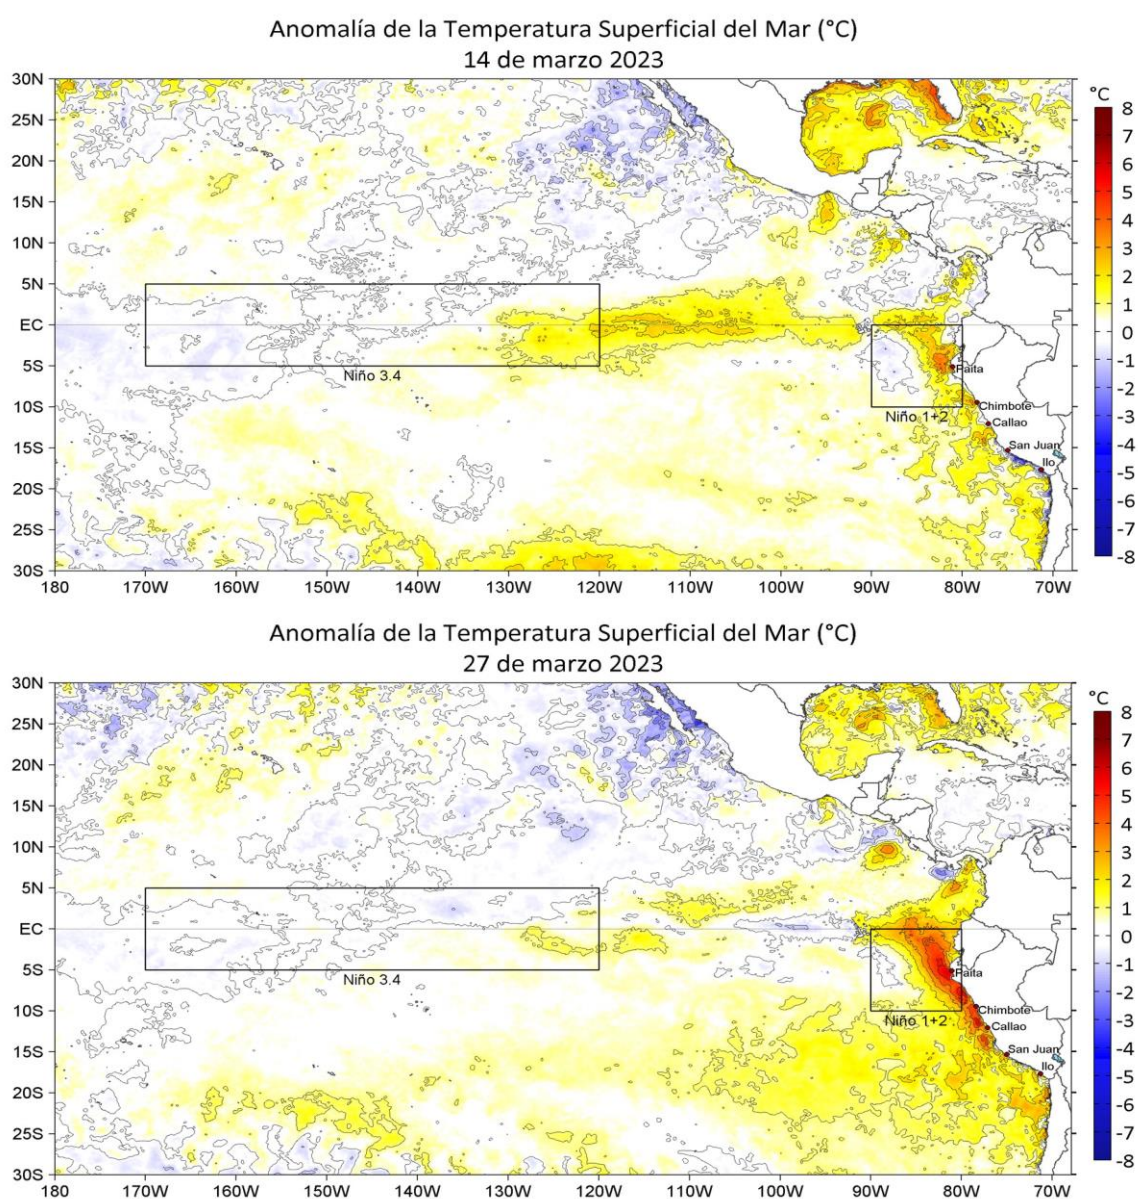 Anomalía de la Temperatura Superficial del Mar (°C)
14 de marzo 2023
°C
30N
25N
20N
15N
10N
5N
EC
5S
10S
15S
20S
25S
30S
Niño 3.4
Niño 1+2
Paita
Chimbote
Callao
San Juan
Ilo
8
7
6
5
4
3
2
1
0
-1
-2
-3
-4
-5
-6
-7
-8
180 170W 160W 150W 140W 130W 120W 110W 100W 90W 80W 70W
Anomalía de la Temperatura Superficial del Mar (°C)
27 de marzo 2023
°C
30N
25N
20N
15N
10N
5N
EC
5S
10S
15S
20S
25S
30S
Niño 3.4
Niño 1+2
Paita
Chimbote
Callao
San Juan
Ilo
8
7
6
5
4
3
2
1
0
-1
-2
-3
-4
-5
-6
-7
-8
180 170W 160W 150W 140W 130W 120W 110W 100W 90W 80W 70W